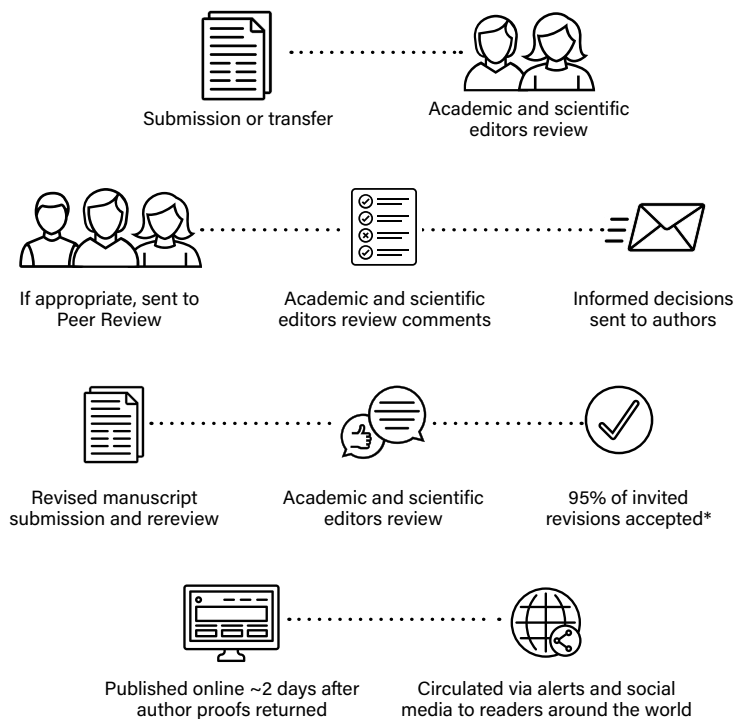 Submission or transfer
Academic and scientific
editors review
If appropriate, sent to
Peer Review
Academic and scientific
editors review comments
Informed decisions
sent to authors
Revised manuscript
submission and rereview
Academic and scientific
editors review
95% of invited
revisions accepted*
Published online ~2 days after
author proofs returned
Circulated via alerts and social
media to readers around the world